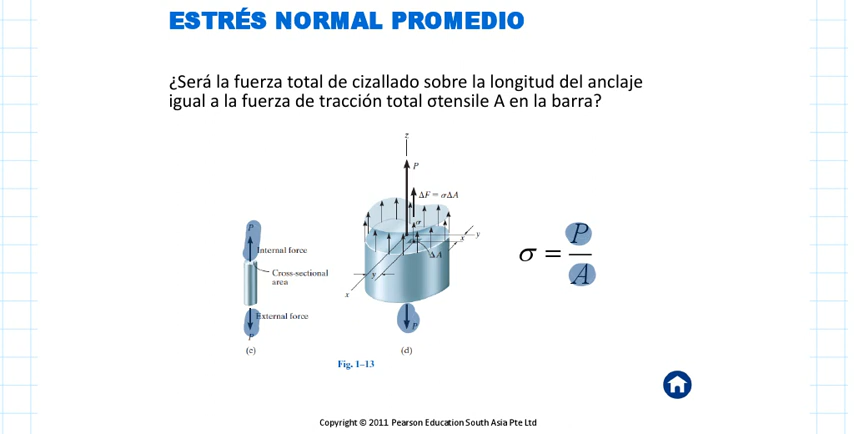 ESTRÉS NORMAL PROMEDIO
¿Será la fuerza total de cizallado sobre la longitud del anclaje
igual a la fuerza de tracción total σtensile A en la barra?
z
P
ΔF = σΔA
P
σ
y
x
Internal force
ΔA
σ = P / A
Cross-sectional
area
y
x
External force
P
P
(c)
(d)
Fig. 1–13
Copyright © 2011 Pearson Education South Asia Pte Ltd